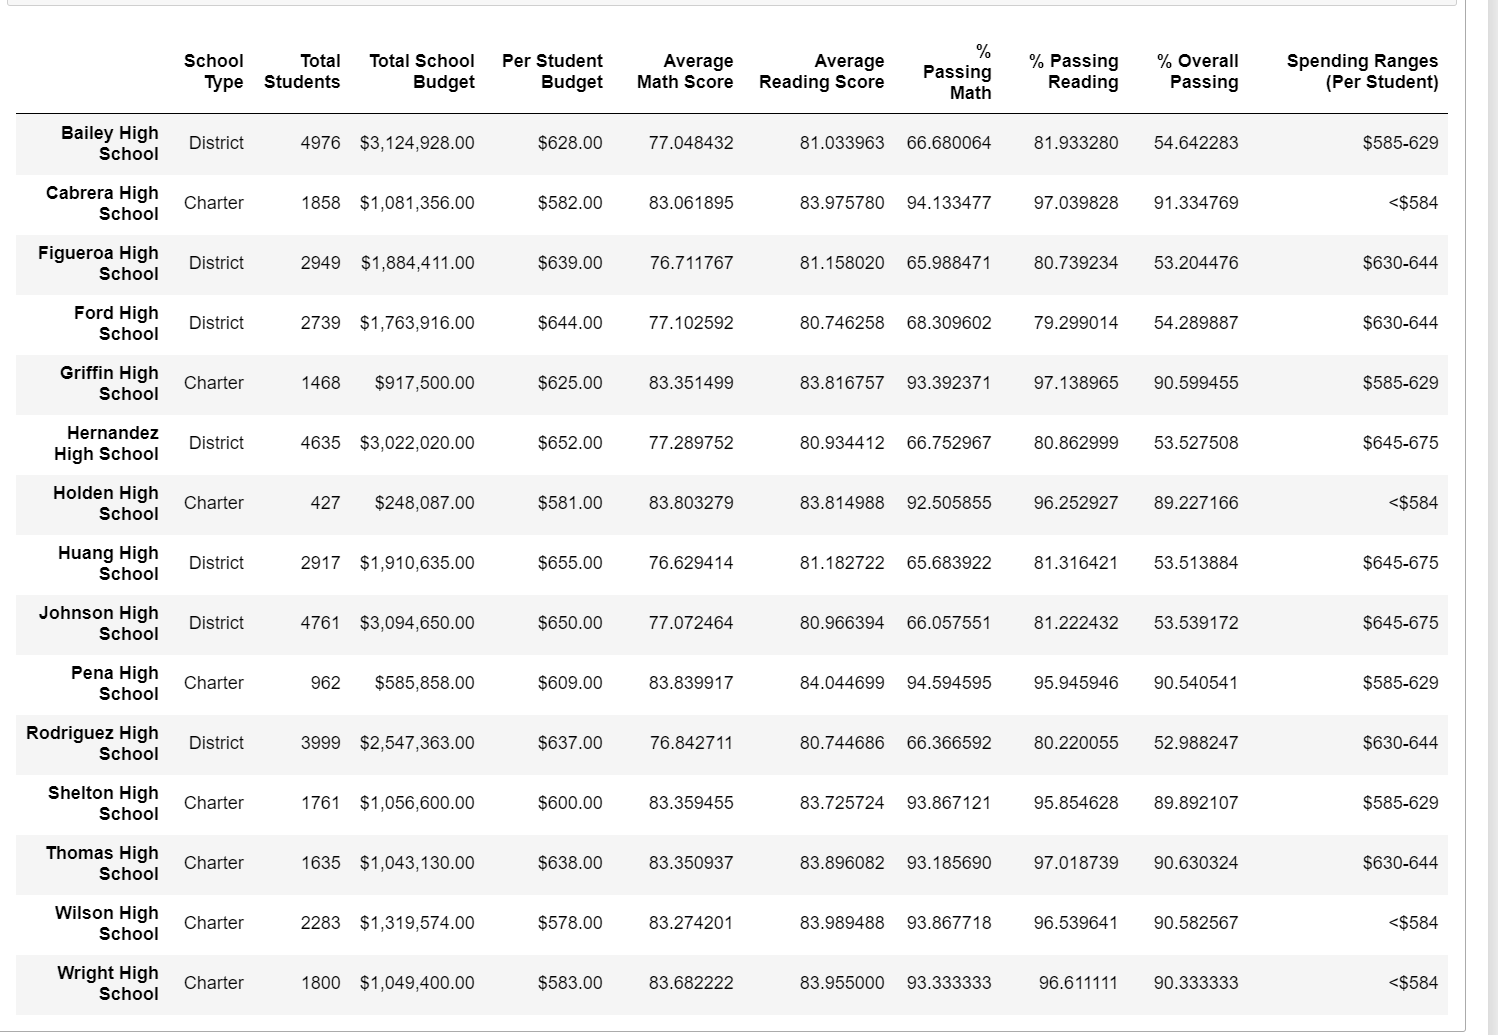 School Type Total Students Total School Budget Per Student Budget Average Math Score Average Reading Score % Passing Math % Passing Reading % Overall Passing Spending Ranges (Per Student)
Bailey High School District 4976 $3,124,928.00 $628.00 77.048432 81.033963 66.680064 81.933280 54.642283 $585-629
Cabrera High School Charter 1858 $1,081,356.00 $582.00 83.061895 83.975780 94.133477 97.039828 91.334769 <$584
Figueroa High School District 2949 $1,884,411.00 $639.00 76.711767 81.158020 65.988471 80.739234 53.204476 $630-644
Ford High School District 2739 $1,763,916.00 $644.00 77.102592 80.746258 68.309602 79.299014 54.289887 $630-644
Griffin High School Charter 1468 $917,500.00 $625.00 83.351499 83.816757 93.392371 97.138965 90.599455 $585-629
Hernandez High School District 4635 $3,022,020.00 $652.00 77.289752 80.934412 66.752967 80.862999 53.527508 $645-675
Holden High School Charter 427 $248,087.00 $581.00 83.803279 83.814988 92.505855 96.252927 89.227166 <$584
Huang High School District 2917 $1,910,635.00 $655.00 76.629414 81.182722 65.683922 81.316421 53.513884 $645-675
Johnson High School District 4761 $3,094,650.00 $650.00 77.072464 80.966394 66.057551 81.222432 53.539172 $645-675
Pena High School Charter 962 $585,858.00 $609.00 83.839917 84.044699 94.594595 95.945946 90.540541 $585-629
Rodriguez High School District 3999 $2,547,363.00 $637.00 76.842711 80.744686 66.366592 80.220055 52.988247 $630-644
Shelton High School Charter 1761 $1,056,600.00 $600.00 83.359455 83.725724 93.867121 95.854628 89.892107 $585-629
Thomas High School Charter 1635 $1,043,130.00 $638.00 83.350937 83.896082 93.185690 97.018739 90.630324 $630-644
Wilson High School Charter 2283 $1,319,574.00 $578.00 83.274201 83.989488 93.867718 96.539641 90.582567 <$584
Wright High School Charter 1800 $1,049,400.00 $583.00 83.682222 83.955000 93.333333 96.611111 90.333333 <$584